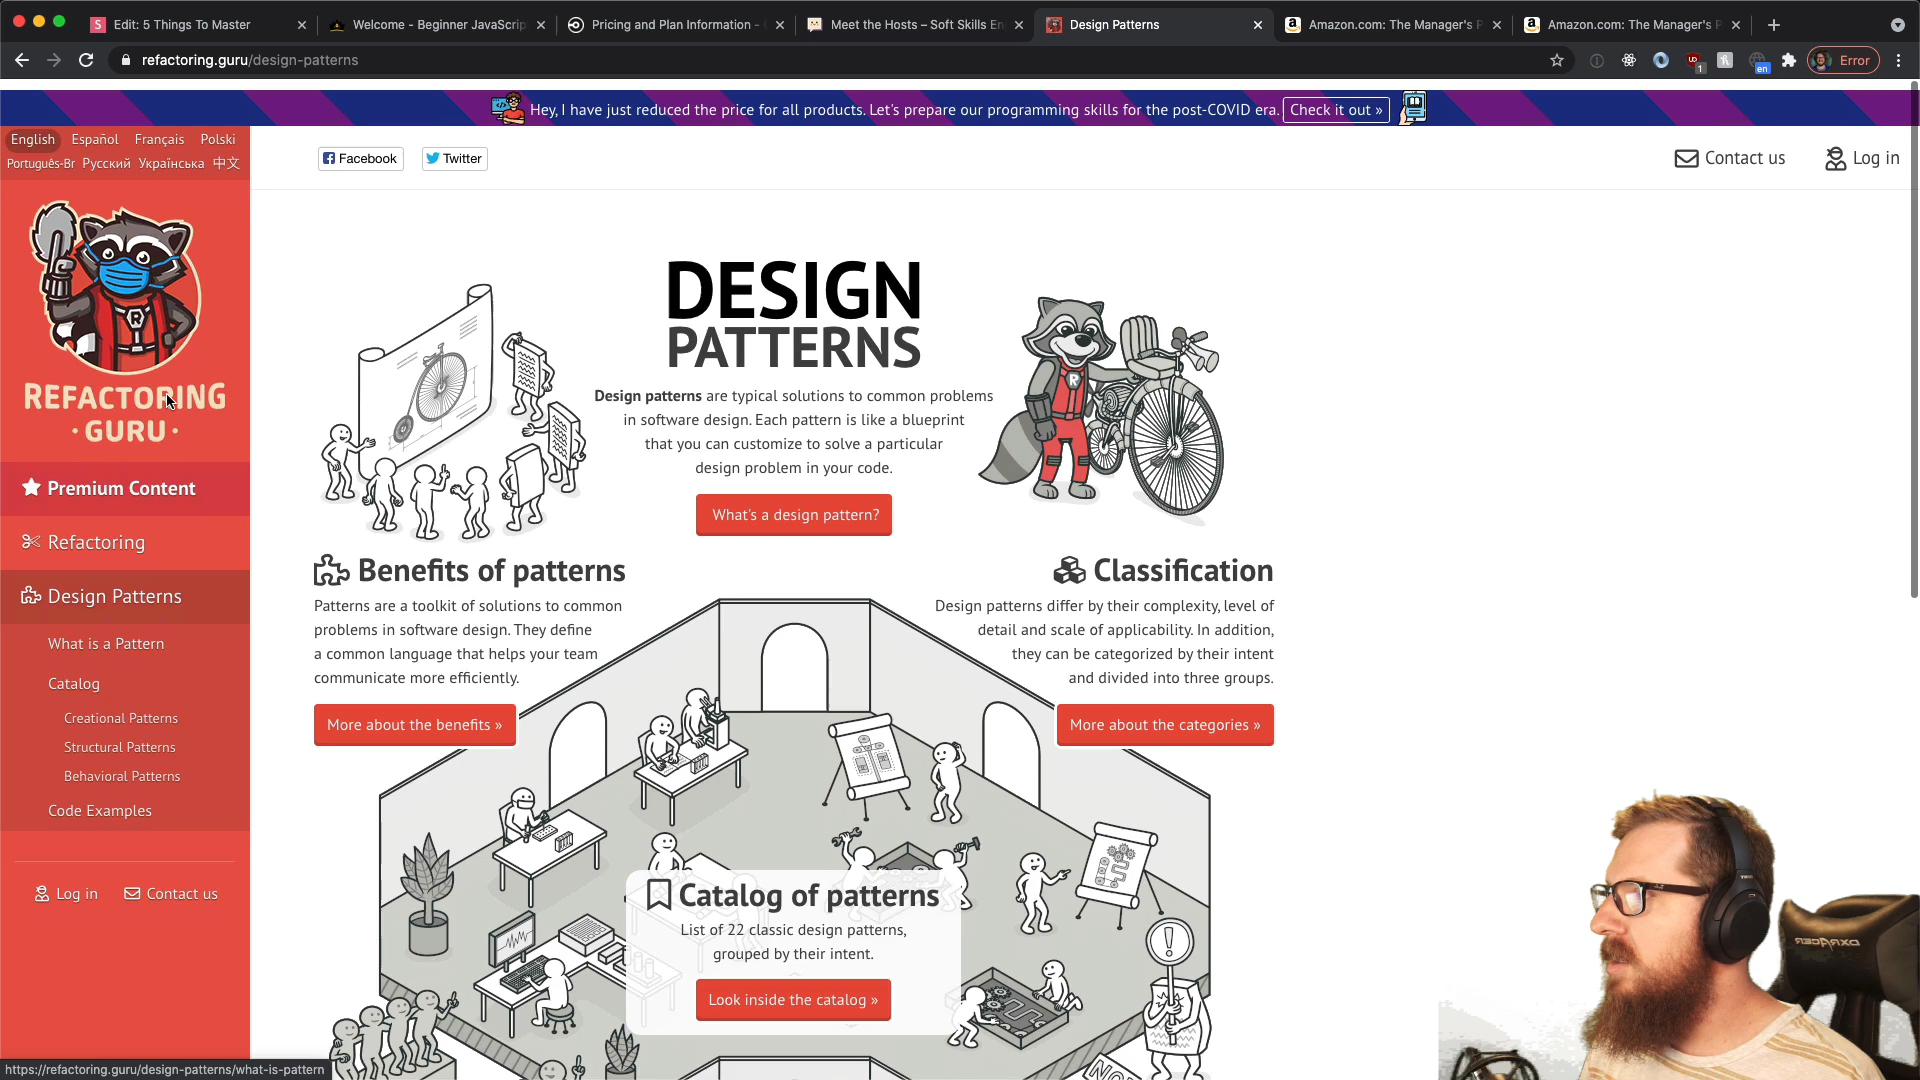 Edit: 5 Things To Master
Welcome - Beginner JavaScrip
Pricing and Plan Information -
Meet the Hosts – Soft Skills En
Design Patterns
Amazon.com: The Manager's P
Amazon.com: The Manager's P
refactoring.guru/design-patterns
1
en
Error
Hey, I have just reduced the price for all products. Let's prepare our programming skills for the post-COVID era. Check it out »
English Español Français Polski
Português-Br Русский Українська 中文
Facebook Twitter
Contact us Log in
REFACTORING
· GURU ·
Premium Content
Refactoring
Design Patterns
What is a Pattern
Catalog
Creational Patterns
Structural Patterns
Behavioral Patterns
Code Examples
Log in Contact us
DESIGN
PATTERNS
Design patterns are typical solutions to common problems
in software design. Each pattern is like a blueprint
that you can customize to solve a particular
design problem in your code.
What's a design pattern?
Benefits of patterns
Patterns are a toolkit of solutions to common
problems in software design. They define
a common language that helps your team
communicate more efficiently.
More about the benefits »
Classification
Design patterns differ by their complexity, level of
detail and scale of applicability. In addition,
they can be categorized by their intent
and divided into three groups.
More about the categories »
Catalog of patterns
List of 22 classic design patterns,
grouped by their intent.
Look inside the catalog »
https://refactoring.guru/design-patterns/what-is-pattern